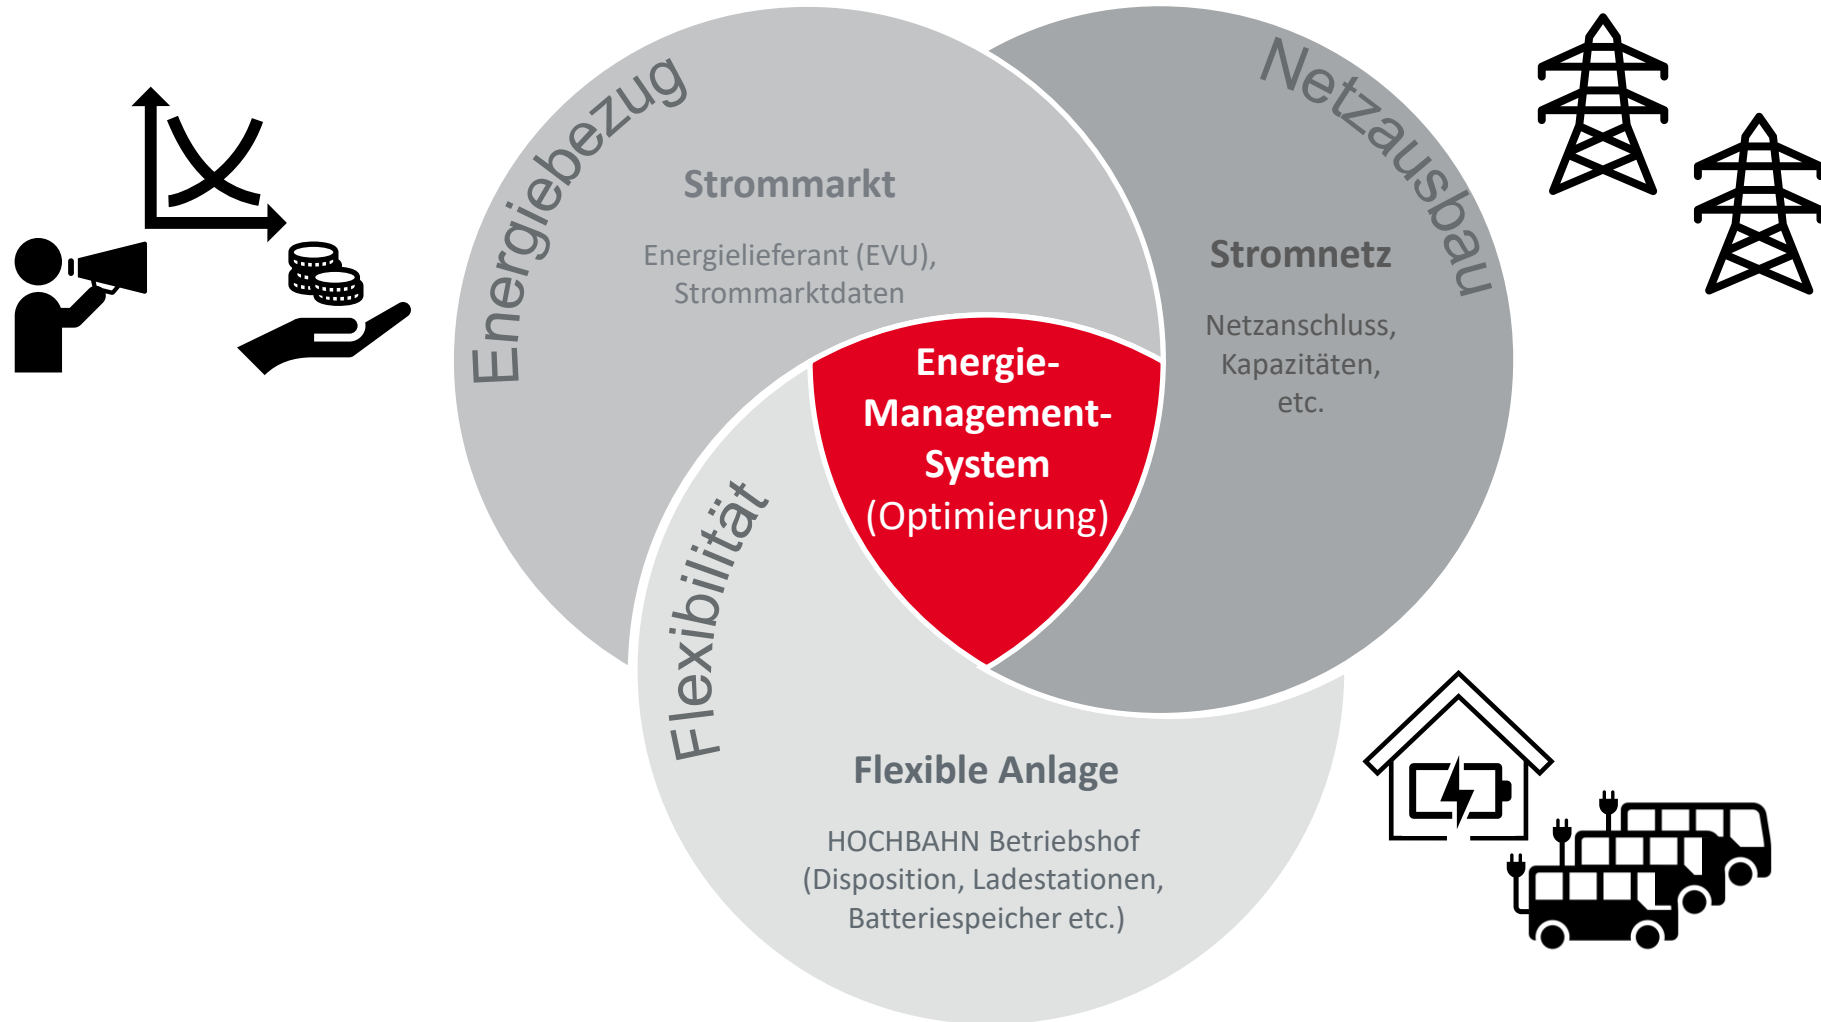 Energiebezug
Strommarkt
Energielieferant (EVU),
Strommarktdaten
Netzausbau
Stromnetz
Netzanschluss,
Kapazitäten,
etc.
Energie-
Management-
System
(Optimierung)
Flexibilität
Flexible Anlage
HOCHBAHN Betriebshof
(Disposition, Ladestationen,
Batteriespeicher etc.)